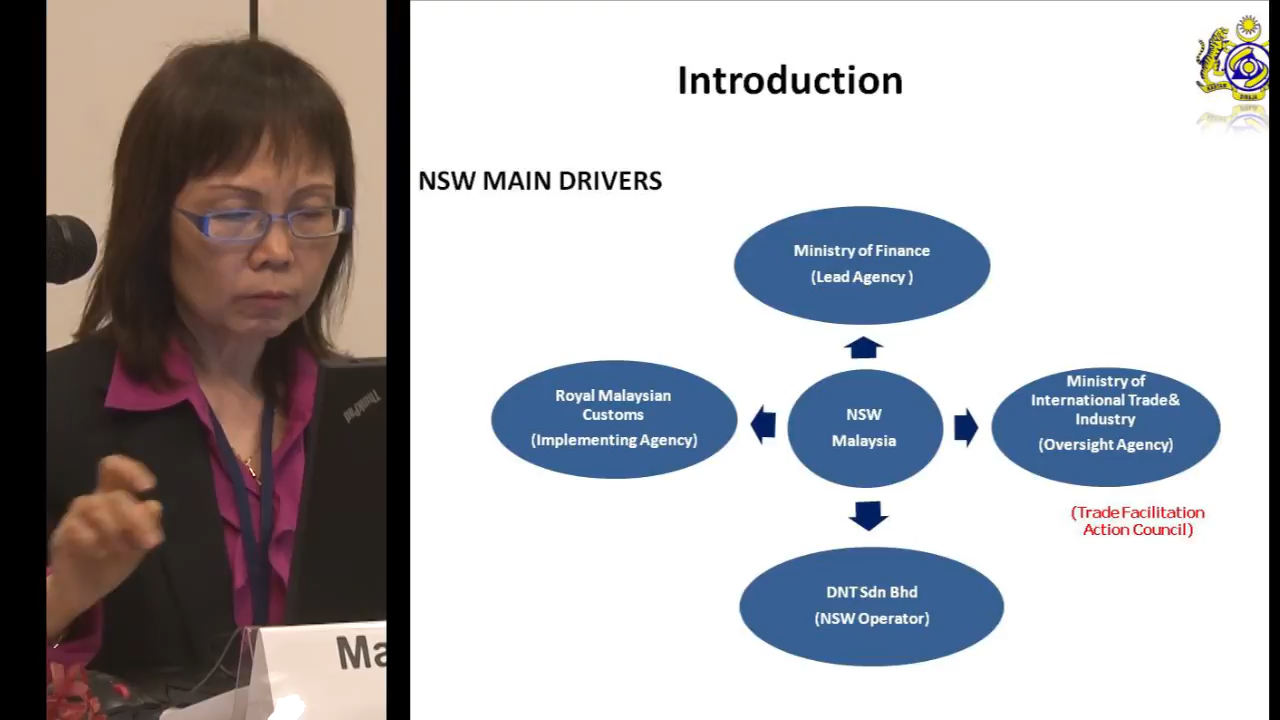 Introduction
NSW MAIN DRIVERS
Ministry of Finance
(Lead Agency )
Royal Malaysian
Customs
(Implementing Agency)
NSW
Malaysia
Ministry of
International Trade&
Industry
(Oversight Agency)
(Trade Facilitation
Action Council)
DNT Sdn Bhd
(NSW Operator)
ThinkPad
Ma